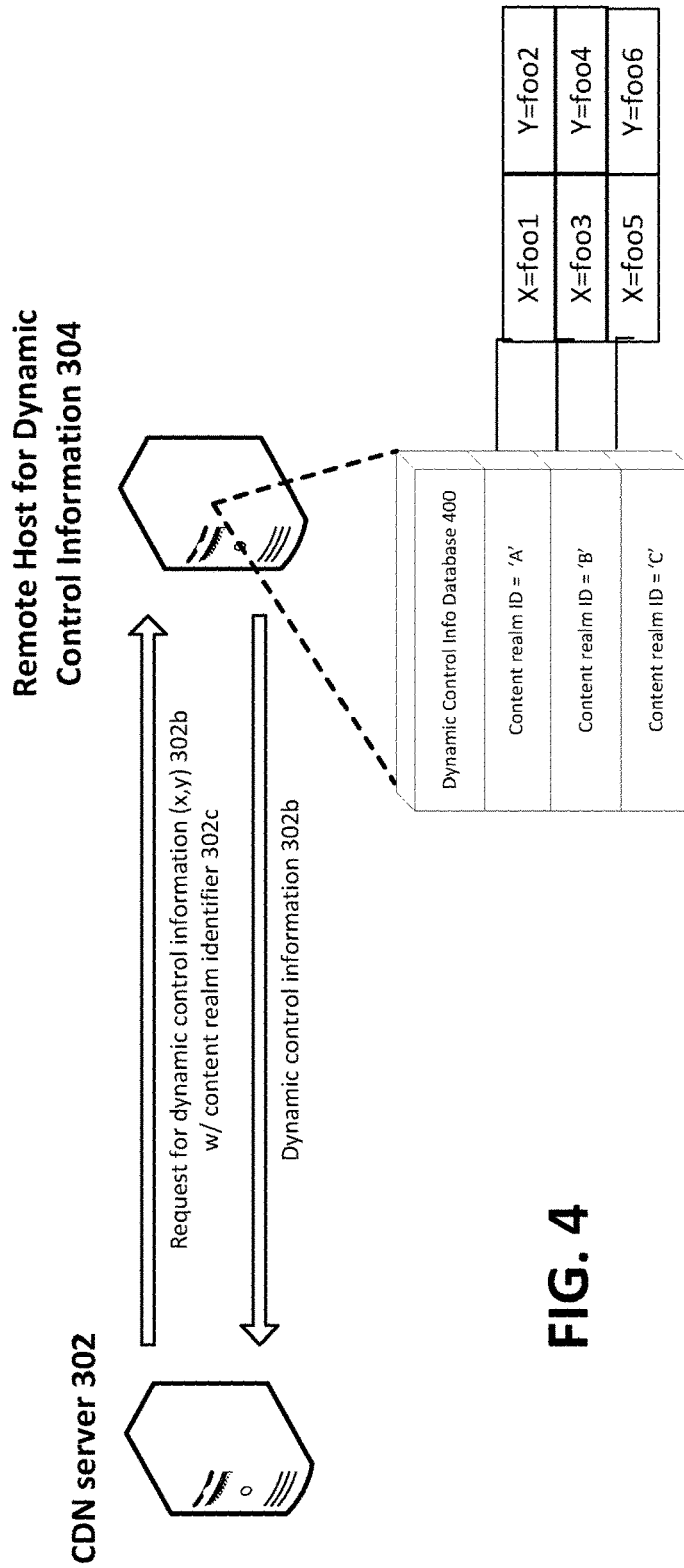 Remote Host for Dynamic
Control Information 304
CDN server 302
Request for dynamic control information (x,y) 302b
w/ content realm identifier 302c
Dynamic control information 302b
Dynamic Control Info Database 400
Content realm ID = 'A'
X=foo1
Y=foo2
Content realm ID = 'B'
X=foo3
Y=foo4
Content realm ID = 'C'
X=foo5
Y=foo6
FIG. 4